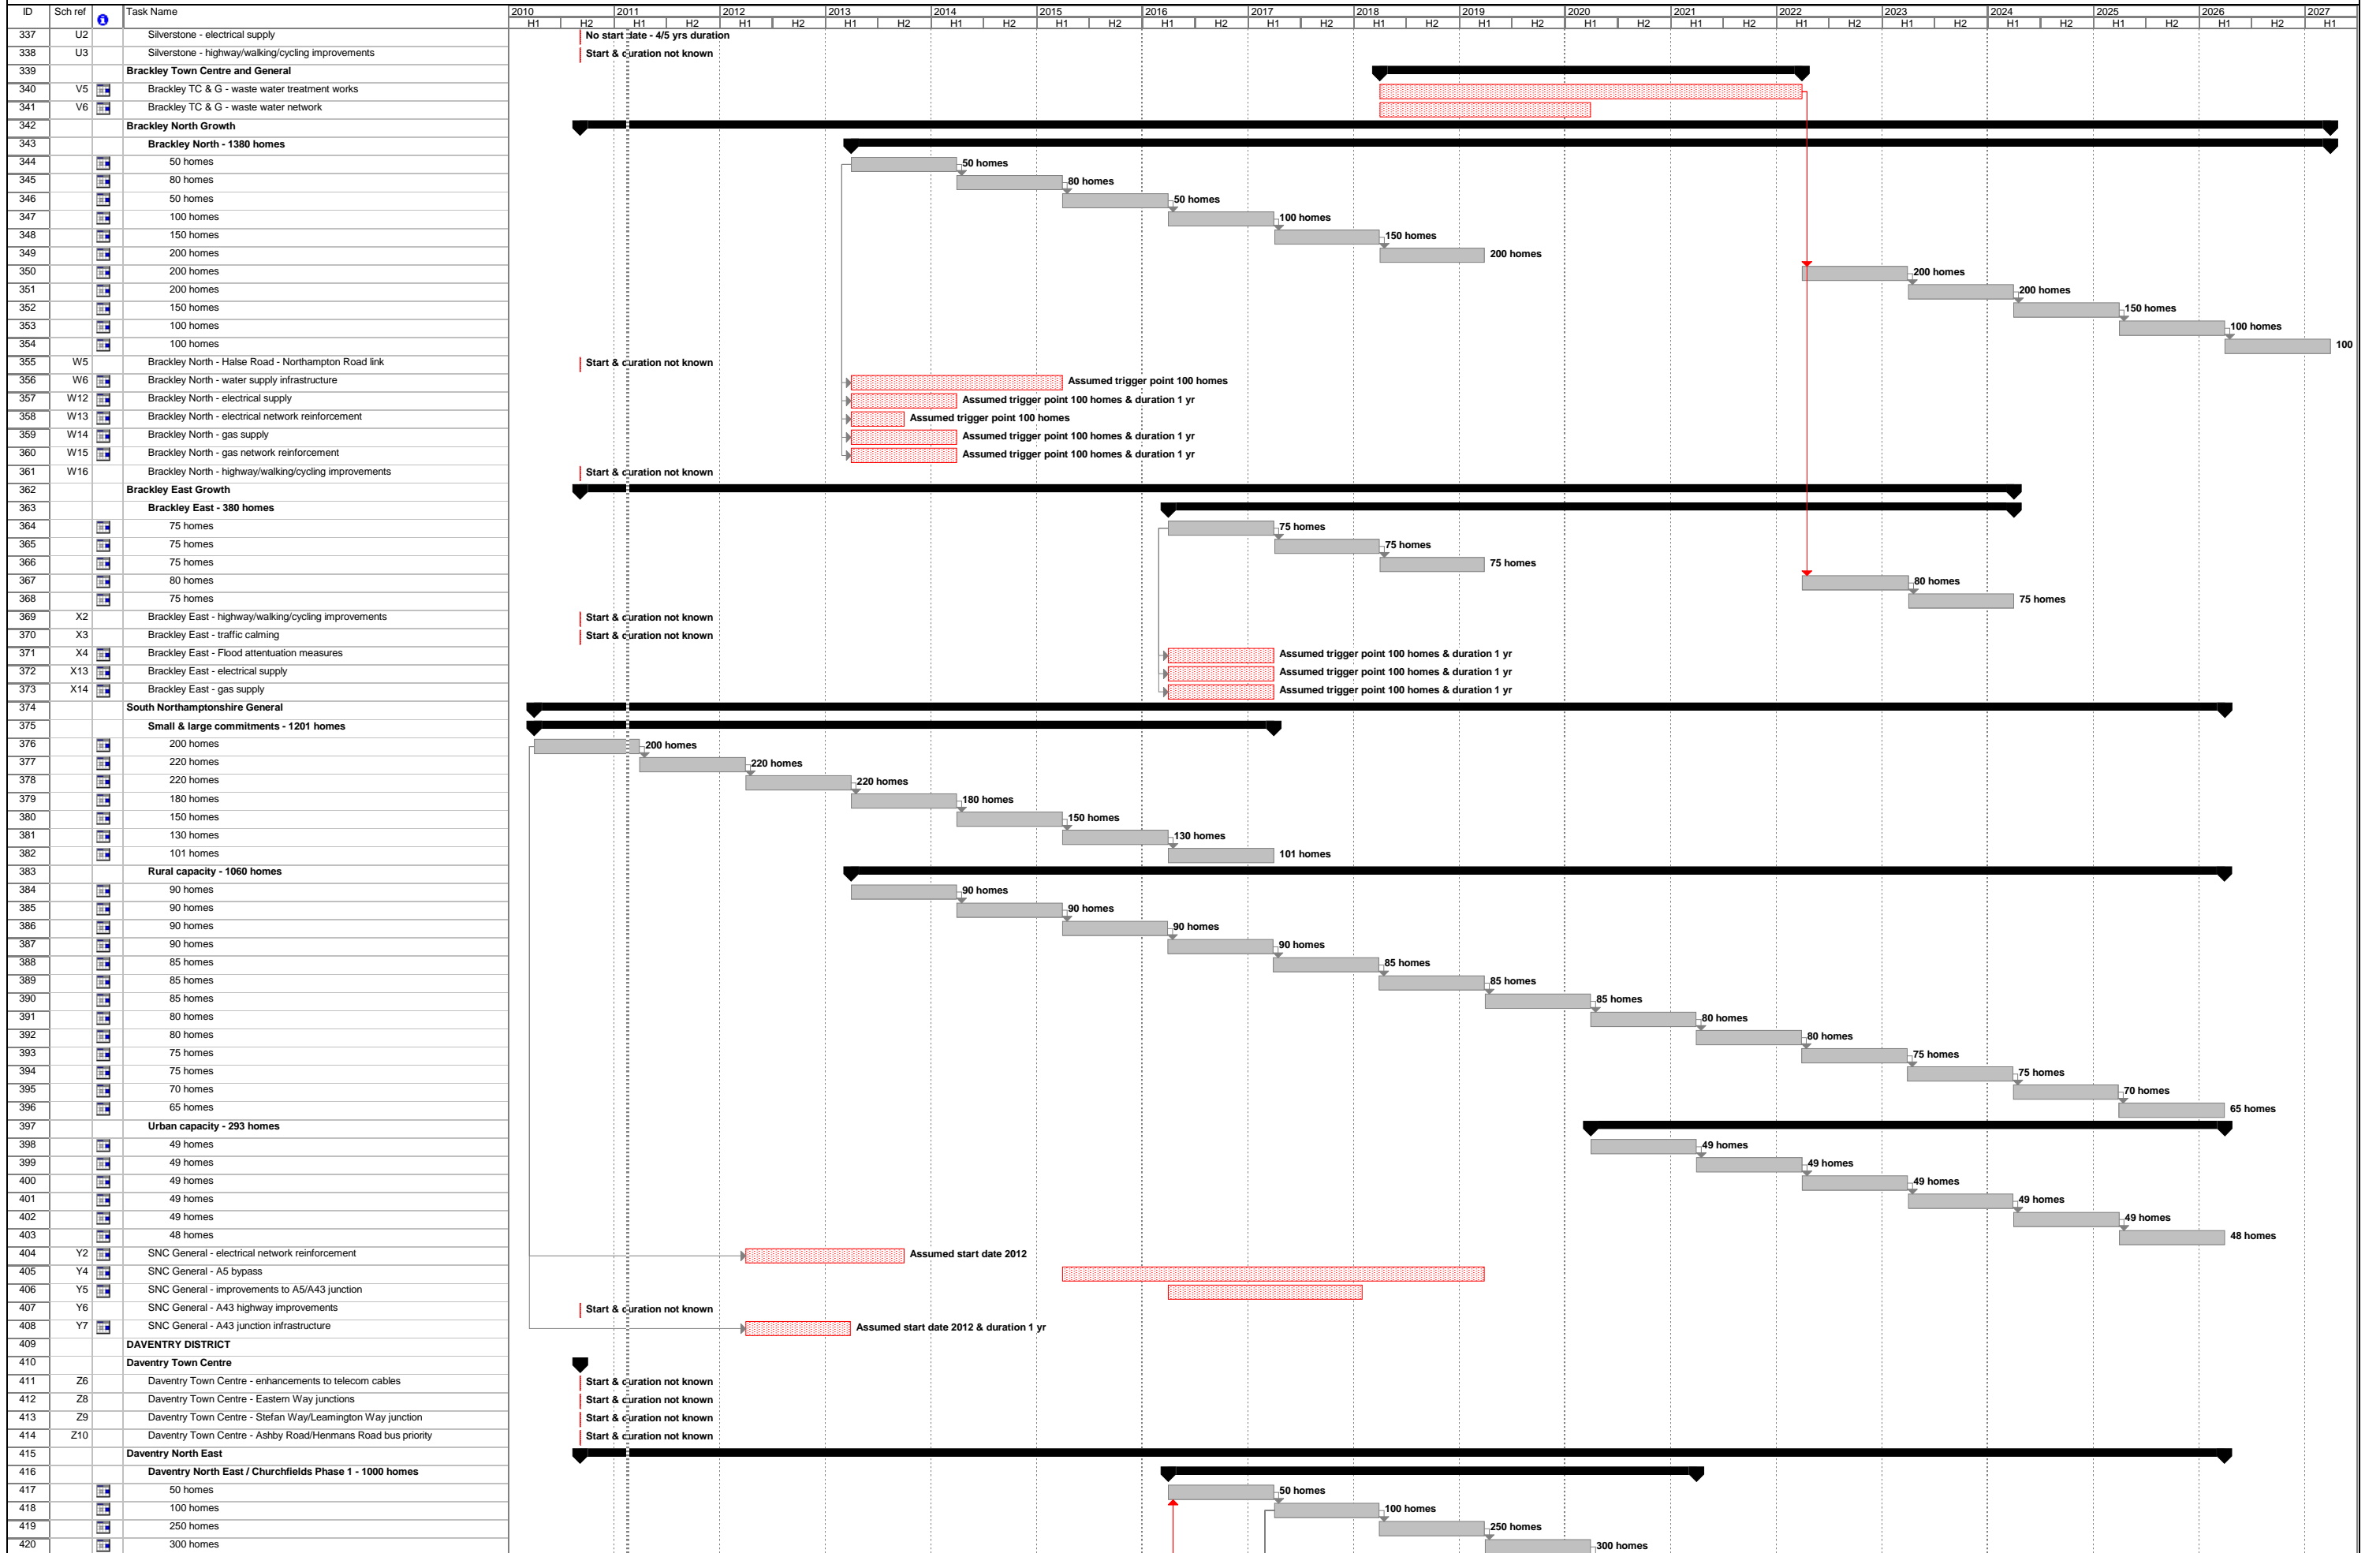 ID Sch ref Task Name 2010 2011 2012 2013 2014 2015 2016 2017 2018 2019 2020 2022 2021 2023 2024 2025 2026 2027
H1 H2 H1 H2 H1 H2 H1 H2 H1 H2 H1 H2 H1 H2 H1 H2 H1 H2 H1 H2 H1 H2 H1 H2 H1 H2 H1 H2 H1 H2 H1 H2 H1 H2 H1
337 U2 Silverstone - electrical supply No start date - 4/5 yrs duration
338 U3 Silverstone - highway/walking/cycling improvements Start & duration not known
339 Brackley Town Centre and General
340 V5 Brackley TC & G - waste water treatment works
341 V6 Brackley TC & G - waste water network
342 Brackley North Growth
343 Brackley North - 1380 homes
344 50 homes 50 homes
345 80 homes 80 homes
346 50 homes 50 homes
347 100 homes 100 homes
348 150 homes 150 homes
349 200 homes 200 homes
350 200 homes 200 homes
351 200 homes 200 homes
352 150 homes 150 homes
353 100 homes 100 homes
354 100 homes 100
355 W5 Brackley North - Halse Road - Northampton Road link Start & duration not known
356 W6 Brackley North - water supply infrastructure Assumed trigger point 100 homes
357 W12 Brackley North - electrical supply Assumed trigger point 100 homes & duration 1 yr
358 W13 Brackley North - electrical network reinforcement Assumed trigger point 100 homes
359 W14 Brackley North - gas supply Assumed trigger point 100 homes & duration 1 yr
360 W15 Brackley North - gas network reinforcement Assumed trigger point 100 homes & duration 1 yr
361 W16 Brackley North - highway/walking/cycling improvements Start & duration not known
362 Brackley East Growth
363 Brackley East - 380 homes
364 75 homes 75 homes
365 75 homes 75 homes
366 75 homes 75 homes
367 80 homes 80 homes
368 75 homes 75 homes
369 X2 Brackley East - highway/walking/cycling improvements Start & duration not known
370 X3 Brackley East - traffic calming Start & duration not known
371 X4 Brackley East - Flood attentuation measures Assumed trigger point 100 homes & duration 1 yr
372 X13 Brackley East - electrical supply Assumed trigger point 100 homes & duration 1 yr
373 X14 Brackley East - gas supply Assumed trigger point 100 homes & duration 1 yr
374 South Northamptonshire General
375 Small & large commitments - 1201 homes
376 200 homes 200 homes
377 220 homes 220 homes
378 220 homes 220 homes
379 180 homes 180 homes
380 150 homes 150 homes
381 130 homes 130 homes
382 101 homes 101 homes
383 Rural capacity - 1060 homes
384 90 homes 90 homes
385 90 homes 90 homes
386 90 homes 90 homes
387 90 homes 90 homes
388 85 homes 85 homes
389 85 homes 85 homes
390 85 homes 85 homes
391 80 homes 80 homes
392 80 homes 80 homes
393 75 homes 75 homes
394 75 homes 75 homes
395 70 homes 70 homes
396 65 homes 65 homes
397 Urban capacity - 293 homes
398 49 homes 49 homes
399 49 homes 49 homes
400 49 homes 49 homes
401 49 homes 49 homes
402 49 homes 49 homes
403 48 homes 48 homes
404 Y2 SNC General - electrical network reinforcement Assumed start date 2012
405 Y4 SNC General - A5 bypass
406 Y5 SNC General - improvements to A5/A43 junction
407 Y6 SNC General - A43 highway improvements Start & duration not known
408 Y7 SNC General - A43 junction infrastructure Assumed start date 2012 & duration 1 yr
409 DAVENTRY DISTRICT
410 Daventry Town Centre
411 Z6 Daventry Town Centre - enhancements to telecom cables Start & duration not known
412 Z8 Daventry Town Centre - Eastern Way junctions Start & duration not known
413 Z9 Daventry Town Centre - Stefan Way/Leamington Way junction Start & duration not known
414 Z10 Daventry Town Centre - Ashby Road/Henmans Road bus priority Start & duration not known
415 Daventry North East
416 Daventry North East / Churchfields Phase 1 - 1000 homes
417 50 homes 50 homes
418 100 homes 100 homes
419 250 homes 250 homes
420 300 homes 300 homes